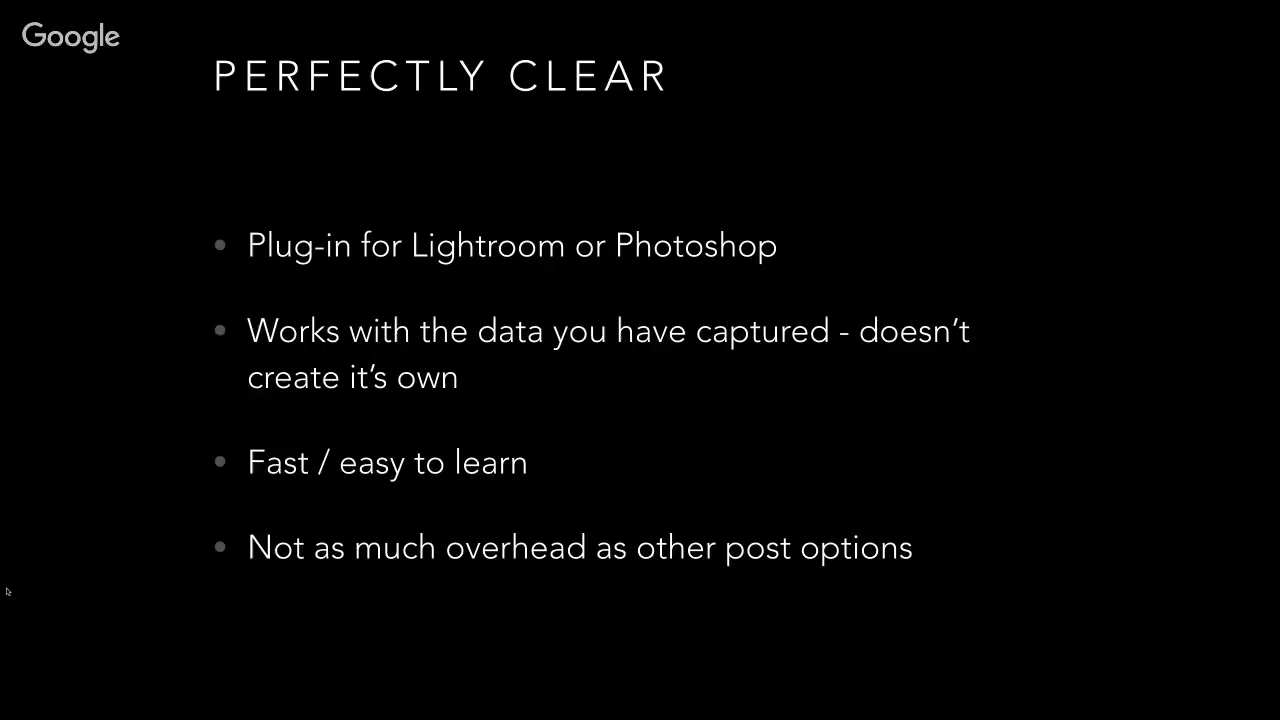 Google
PERFECTLY CLEAR
• Plug-in for Lightroom or Photoshop
• Works with the data you have captured - doesn’t
create it’s own
• Fast / easy to learn
• Not as much overhead as other post options